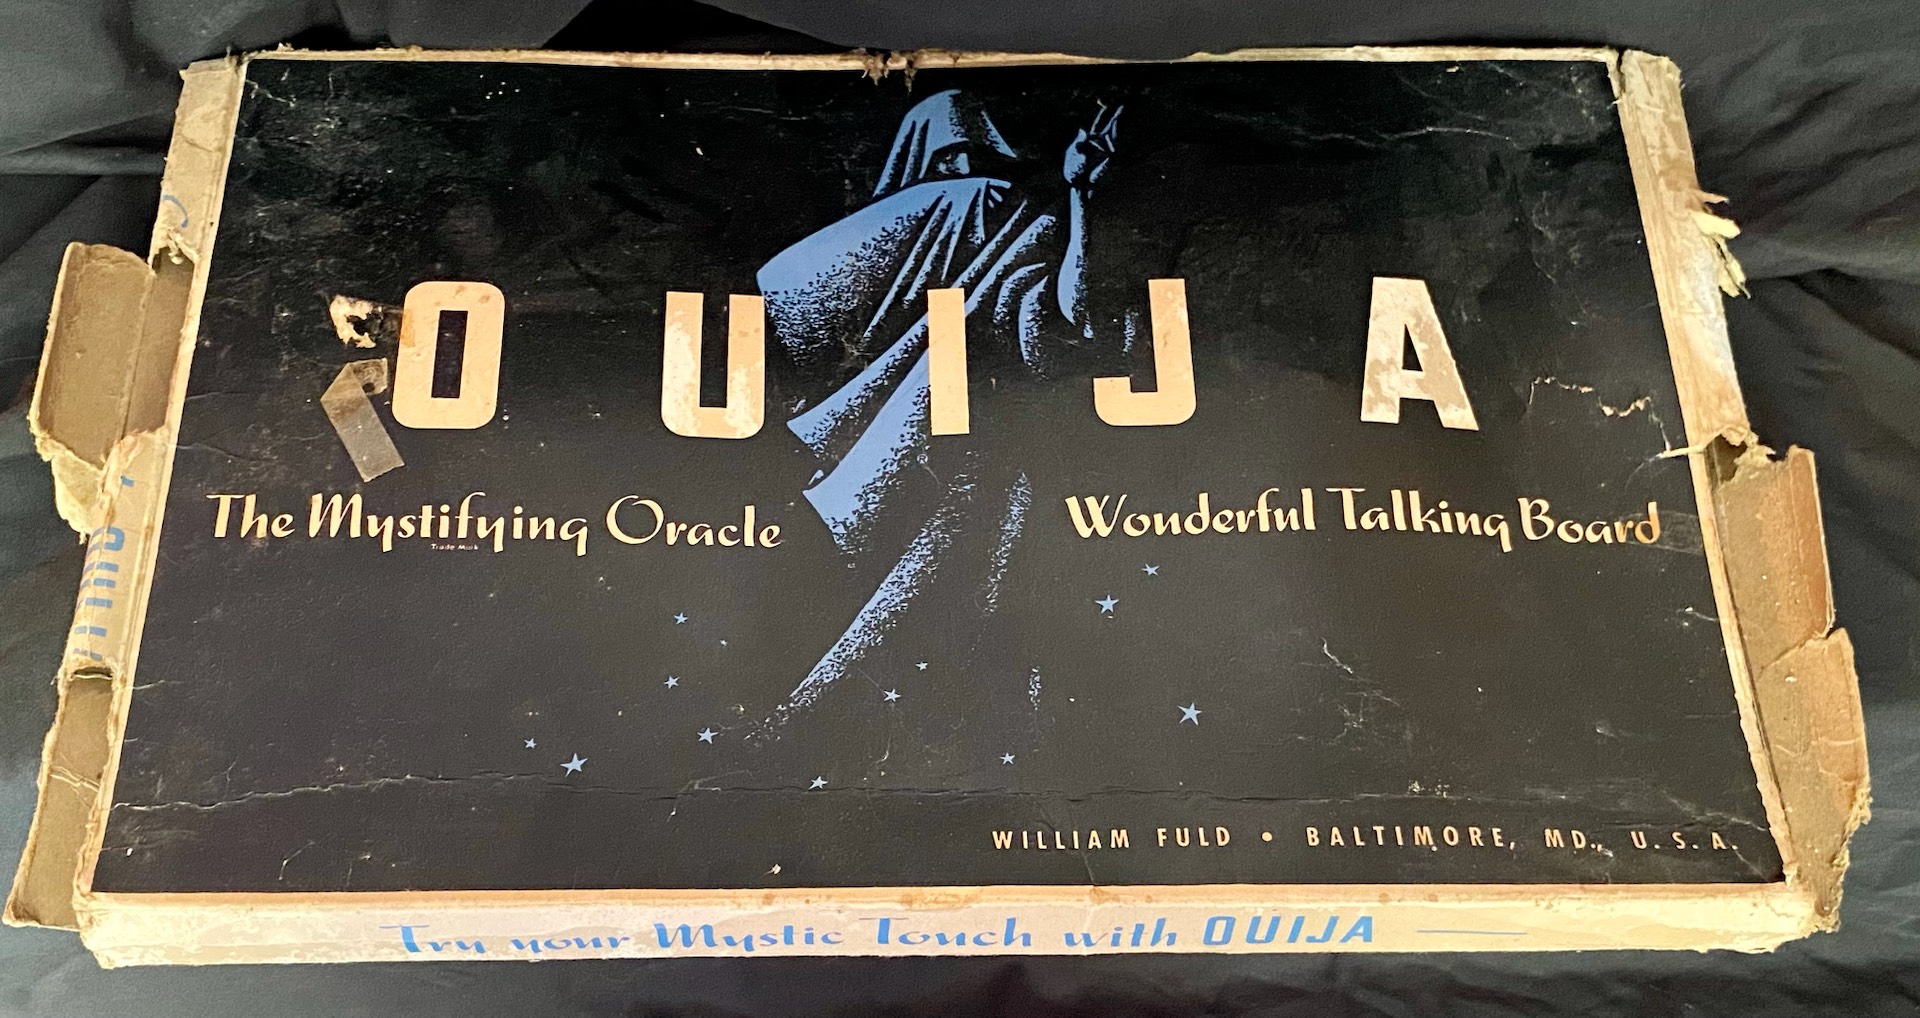 OUIJA
®
The Mystifying Oracle Wonderful Talking Board
Trade Mark
WILLIAM FULD • BALTIMORE, MD., U.S.A.
Try your Mystic Touch with OUIJA —